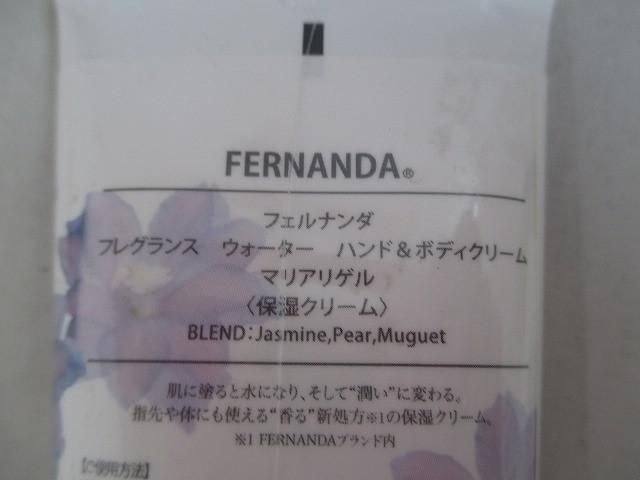 FERNANDA®
フェルナンダ
フレグランス　ウォーター　ハンド＆ボディクリーム
マリアリゲル
〈保湿クリーム〉
BLEND:Jasmine,Pear,Muguet
肌に塗ると水になり、そして“潤い”に変わる。
指先や体にも使える“香る”新処方※1の保湿クリーム。
※1 FERNANDAブランド内
【ご使用方法】